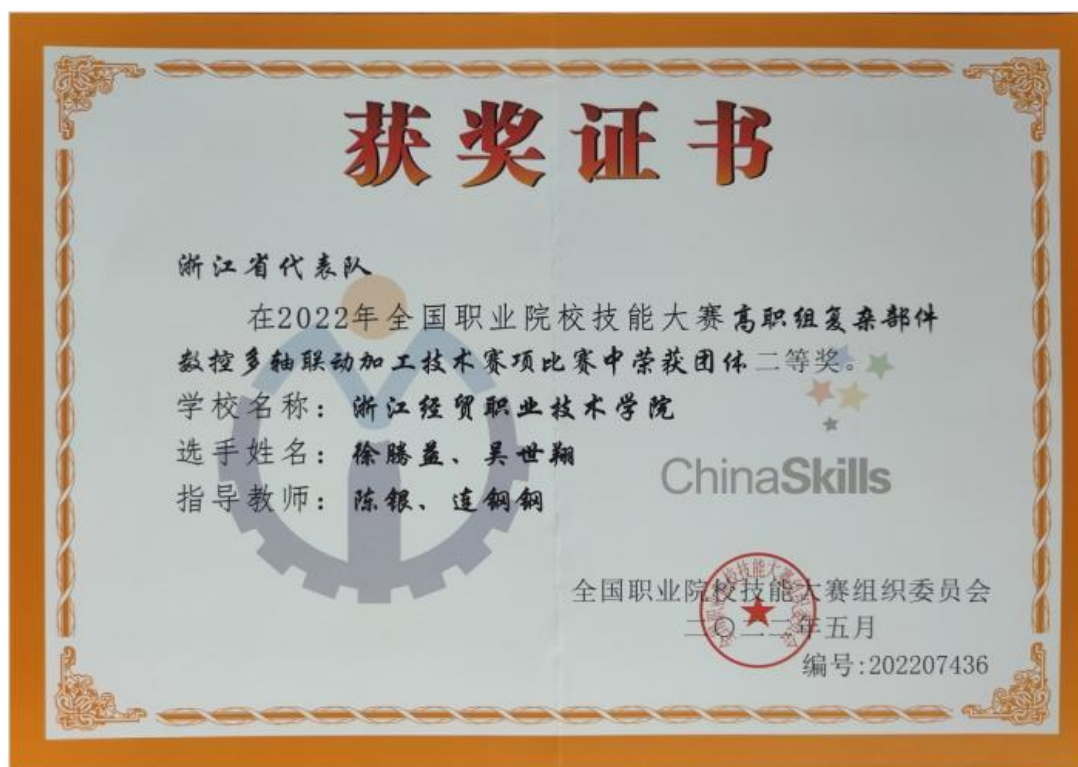 获奖证书
浙江省代表队
在2022年全国职业院校技能大赛高职组复杂部件
数控多轴联动加工技术赛项比赛中荣获团体二等奖。
学校名称：浙江经贸职业技术学院
选手姓名：徐腾益、吴世翔
指导教师：陈银、连钢钢
ChinaSkills
全国职业院校技能大赛组织委员会
二〇二二年五月
编号:202207436